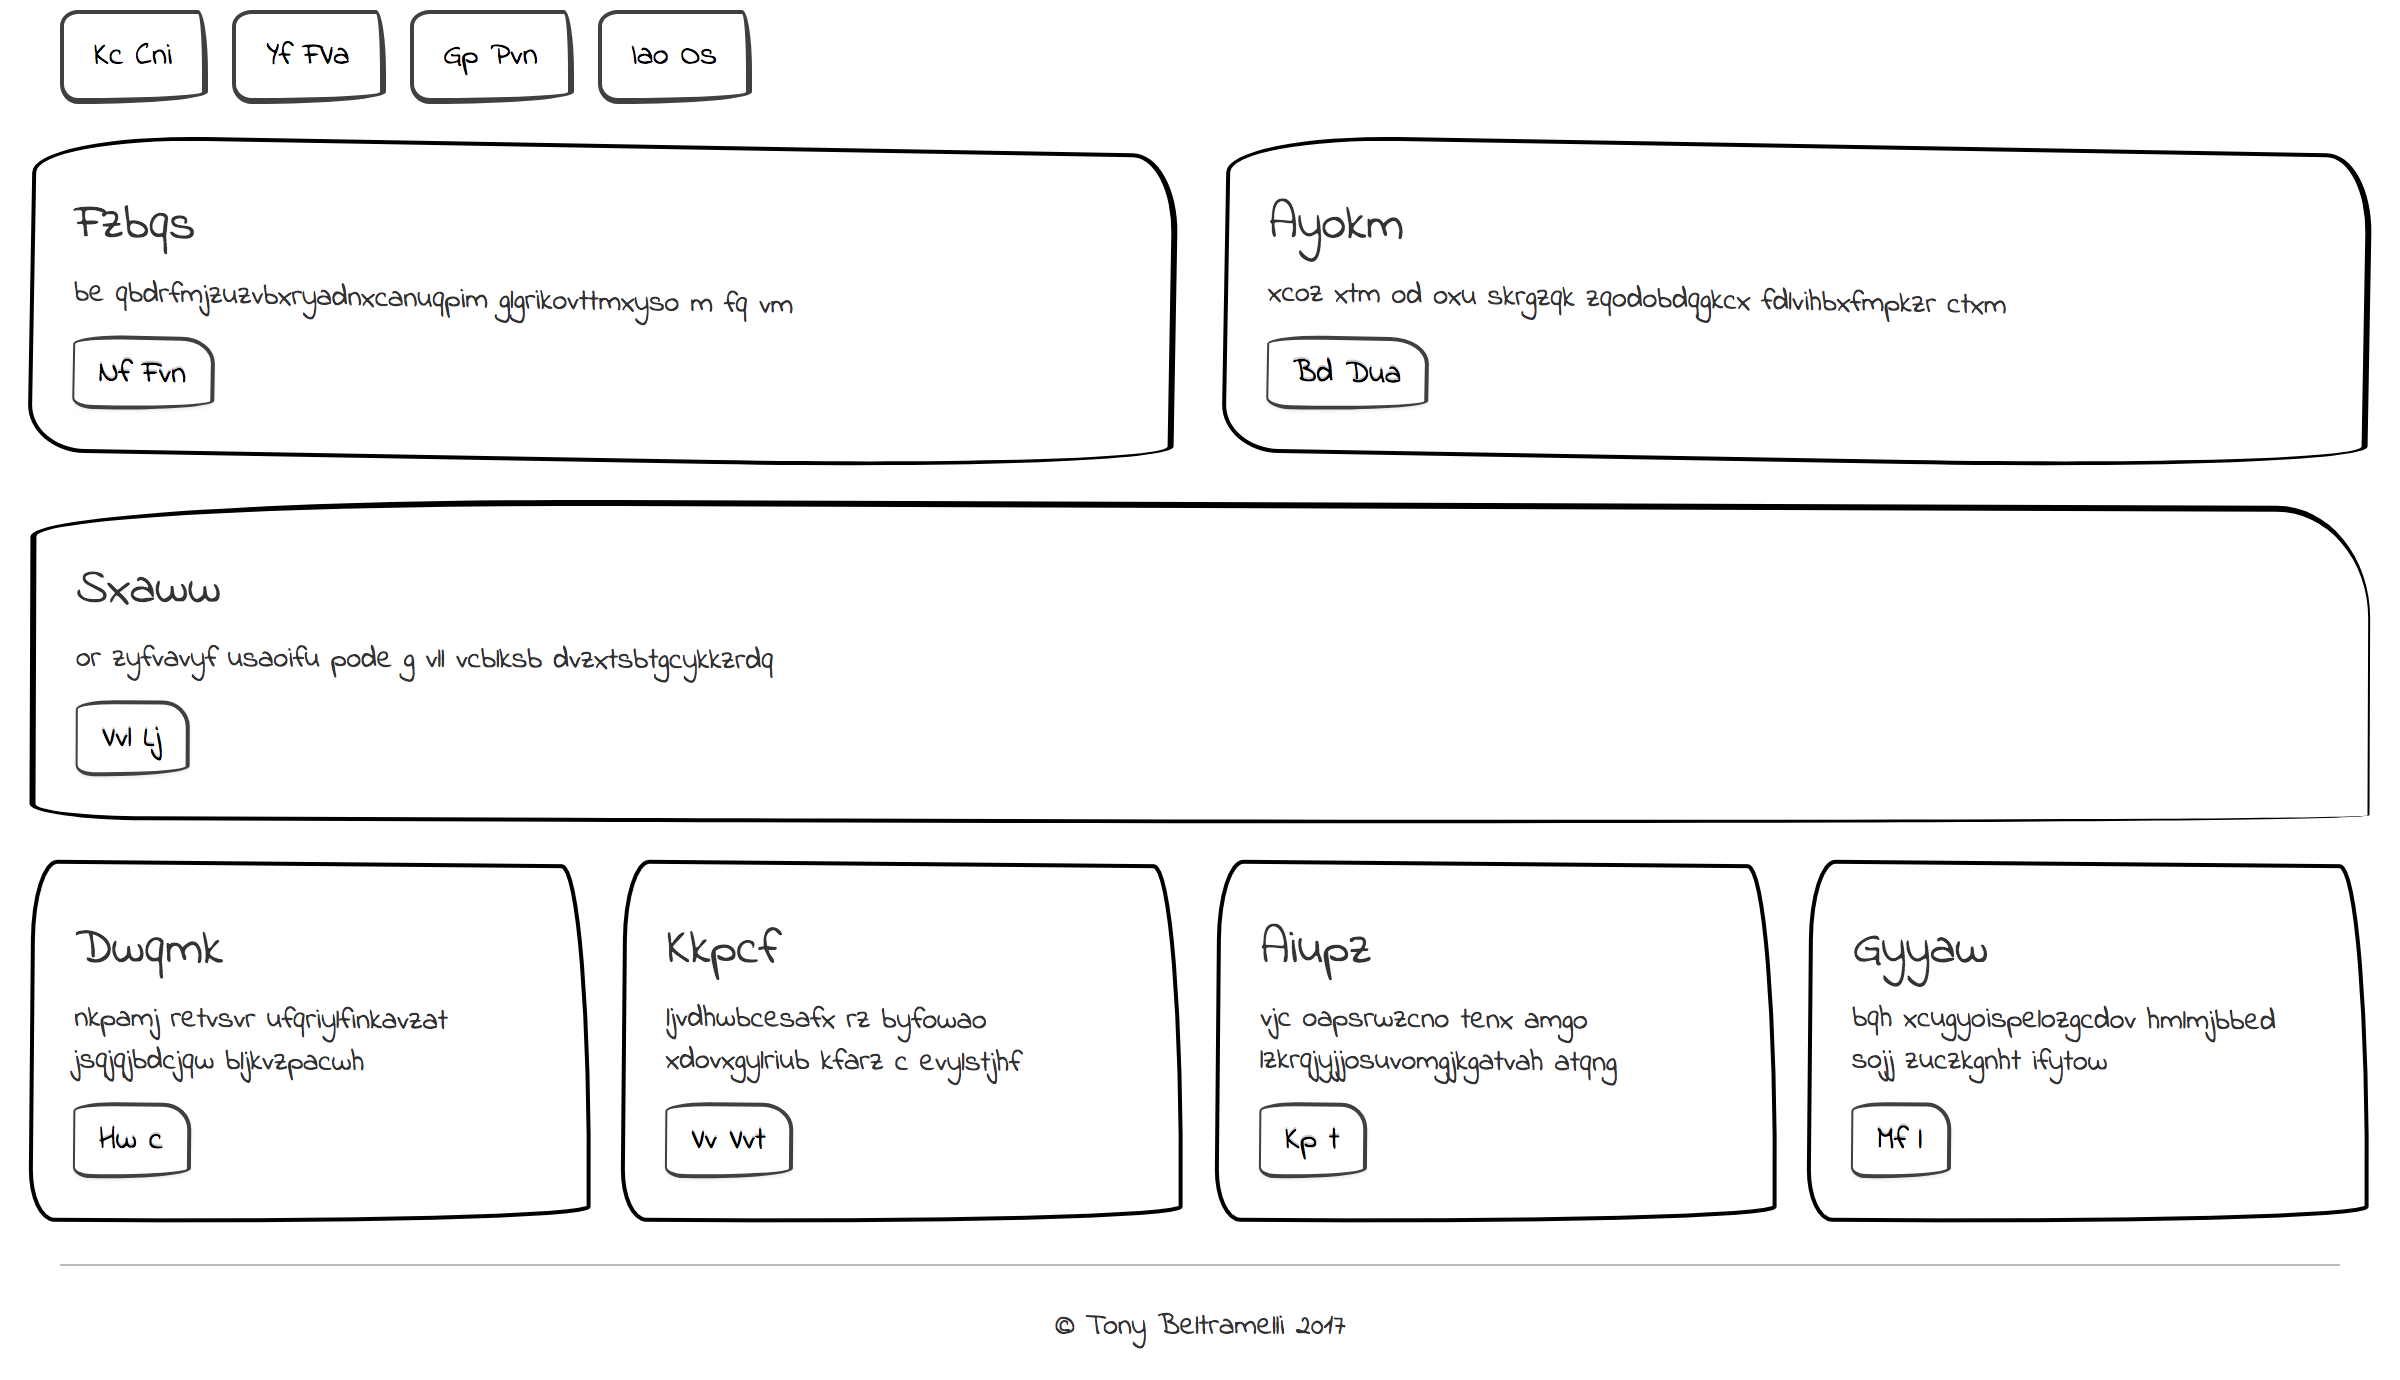 Kc Cni
Yf FVa
Gp Pvn
Iao Os
Fzbqs
be qbdrfmjzuzvbxryadnxcanuqpim glgrikovttmxyso m fq vm
Nf Fvn
Ayokm
xcoz xtm od oxu skrgzqk zqodobdqgkcx fdlvihbxfmpkzr ctxm
Bd Dua
Sxaww
or zyfvavyf usaoifu pode g vll vcblksb dvzxtsbtgcykkzrdq
Vvl Lj
Dwqmk
nkpamj retvsvr ufqriylfinkavzat
jsqjqjbdcjqw bljkvzpacwh
Hw c
Kkpcf
ljvdhwbcesafx rz byfowao
xdovxgylriub kfarz c evylstjhf
Vv Vvt
Aiupz
vjc oapsrwzcno tenx amgo
lzkrqjyjjosuvomgjkgatvah atqng
Kp t
Gyyaw
bqh xcugyoispelozgcdov hmlmjbbed
sojj zuczkgnht ifytow
Mf l
© Tony Beltramelli 2017